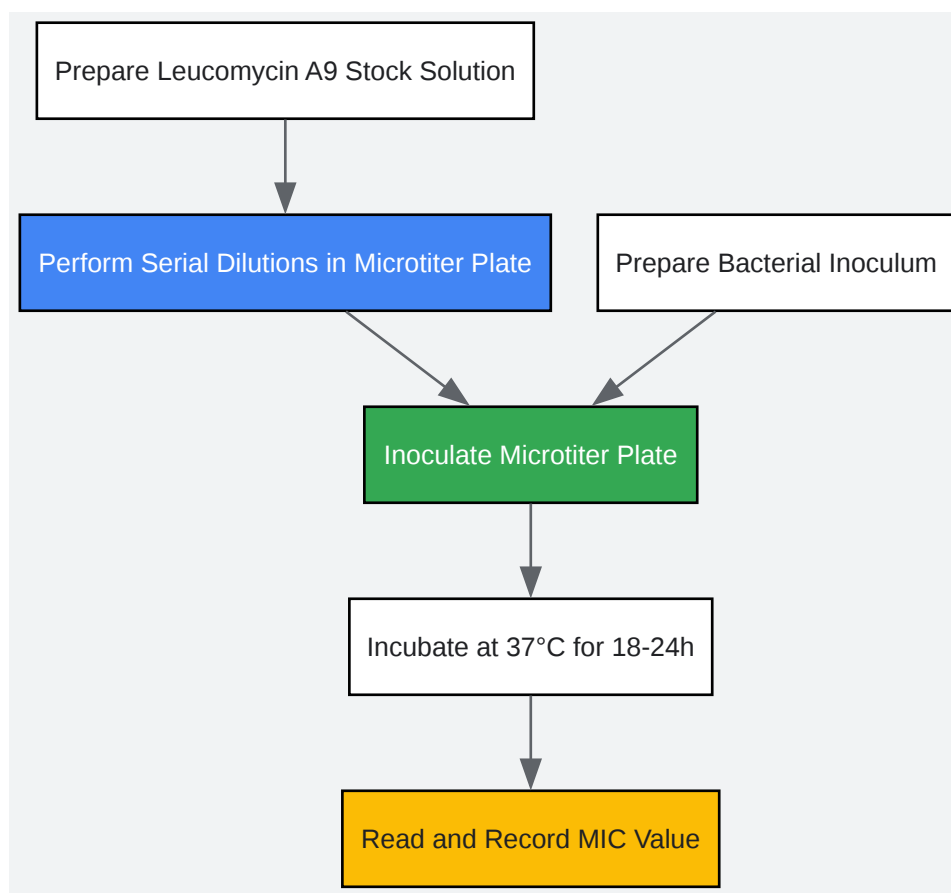 Prepare Leucomycin A9 Stock Solution
Perform Serial Dilutions in Microtiter Plate
Prepare Bacterial Inoculum
Inoculate Microtiter Plate
Incubate at 37°C for 18-24h
Read and Record MIC Value